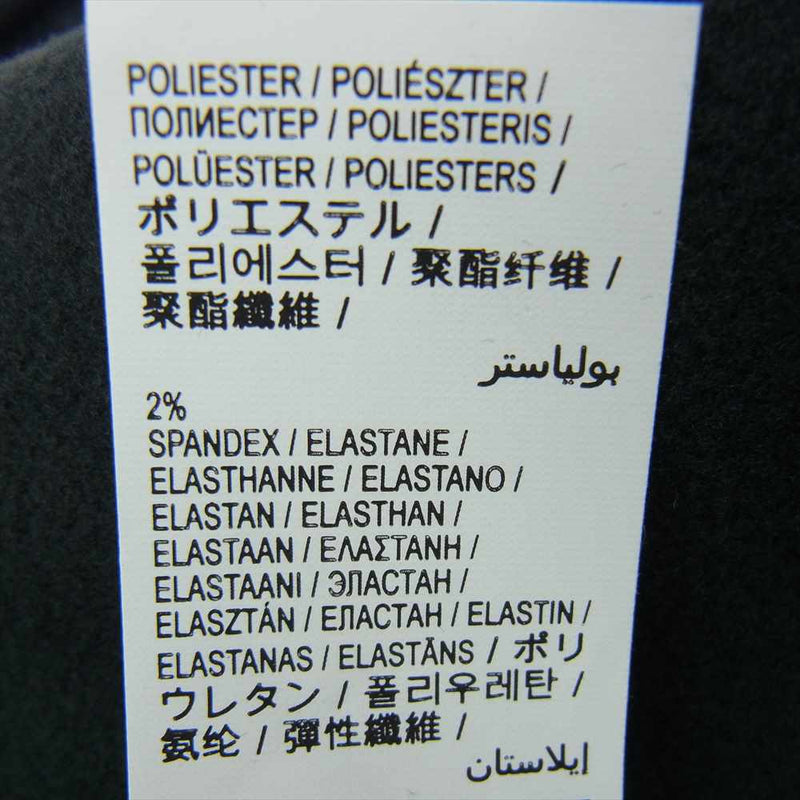 POLIESTER / POLIÉSZTER /
ПОЛИЕСТЕР / POLIESTERIS /
POLÜESTER / POLIESTERS /
ポリエステル /
폴리에스터 / 聚酯纤维 /
聚酯纖維 /
بولياستر
2%
SPANDEX / ELASTANE /
ELASTHANNE / ELASTANO /
ELASTAN / ELASTHAN /
ELASTAAN / ΕΛΑΣΤΑΝΗ /
ELASTAANI / ЭЛАСТАН /
ELASZTÁN / ЕЛАСТАН / ELASTIN /
ELASTANAS / ELASTĀNS / ポリ
ウレタン / 폴리우레탄 /
氨纶 / 彈性纖維 /
إيلاستان